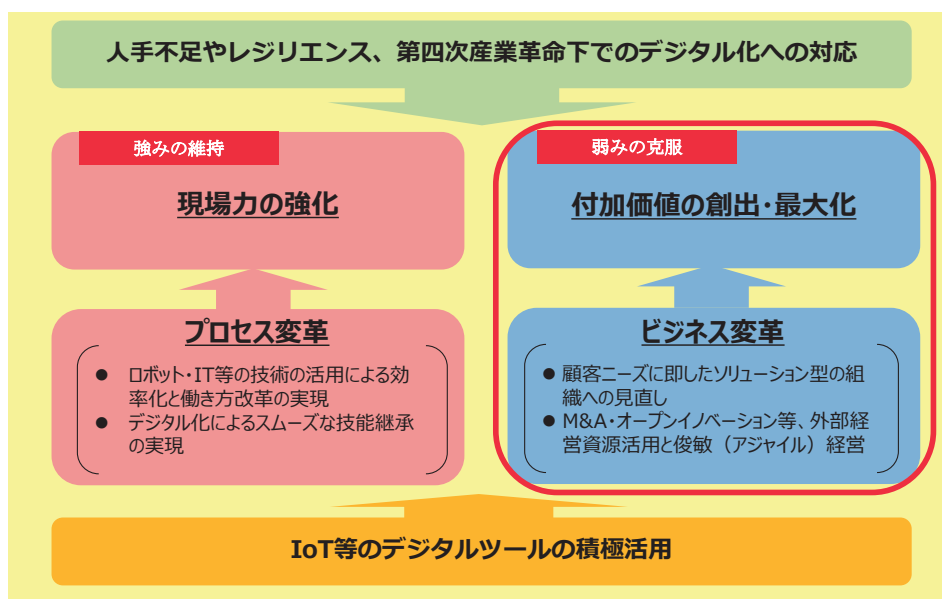 人手不足やレジリエンス、第四次産業革命下でのデジタル化への対応
強みの維持
現場力の強化
プロセス変革
● ロボット・IT等の技術の活用による効
率化と働き方改革の実現
● デジタル化によるスムーズな技能継承
の実現
弱みの克服
付加価値の創出・最大化
ビジネス変革
● 顧客ニーズに即したソリューション型の組
織への見直し
● M&A・オープンイノベーション等、外部経
営資源活用と俊敏（アジャイル）経営
IoT等のデジタルツールの積極活用